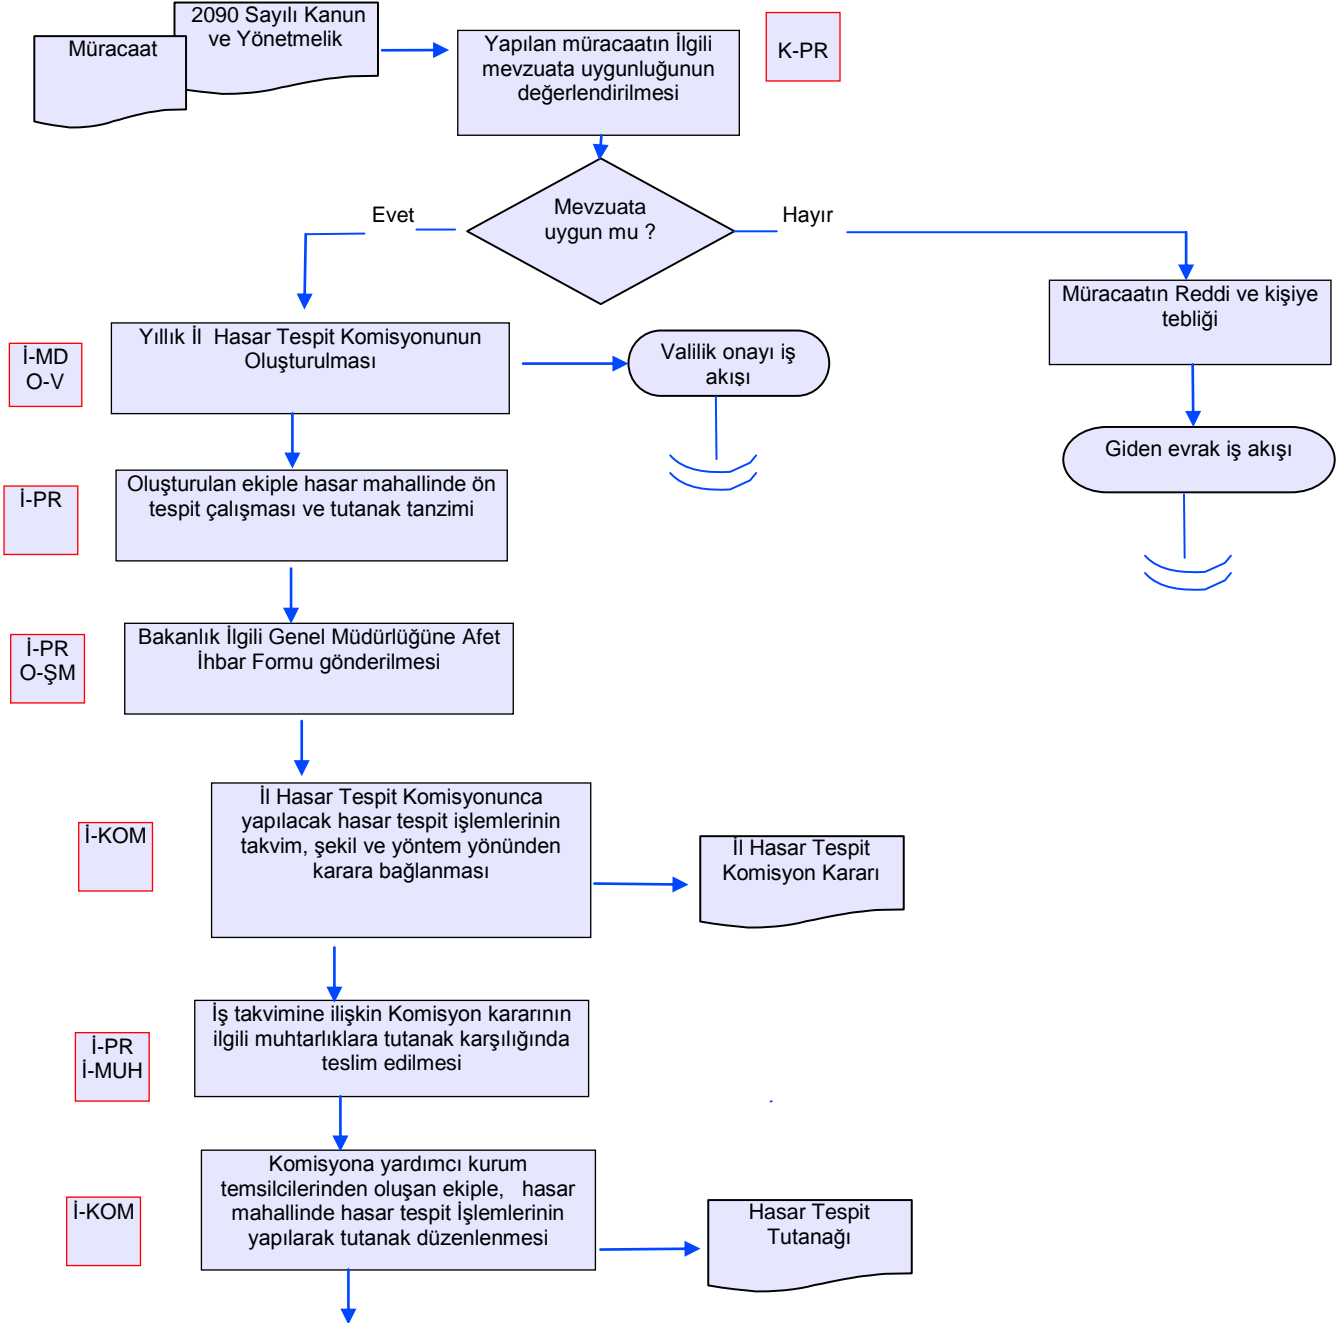 2090 Sayılı Kanun
ve Yönetmelik
Müracaat
Yapılan müracaatın İlgili
mevzuata uygunluğunun
değerlendirilmesi
K-PR
Mevzuata
uygun mu ?
Evet
Hayır
Müracaatın Reddi ve kişiye
tebliği
Yıllık İl  Hasar Tespit Komisyonunun
Oluşturulması
Valilik onayı iş
akışı
İ-MD
O-V
Giden evrak iş akışı
Oluşturulan ekiple hasar mahallinde ön
tespit çalışması ve tutanak tanzimi
İ-PR
Bakanlık İlgili Genel Müdürlüğüne Afet
İhbar Formu gönderilmesi
İ-PR
O-ŞM
İl Hasar Tespit Komisyonunca
yapılacak hasar tespit işlemlerinin
takvim, şekil ve yöntem yönünden
karara bağlanması
İ-KOM
İl Hasar Tespit
Komisyon Kararı
İş takvimine ilişkin Komisyon kararının
ilgili muhtarlıklara tutanak karşılığında
teslim edilmesi
İ-PR
İ-MUH
Komisyona yardımcı kurum
temsilcilerinden oluşan ekiple,   hasar
mahallinde hasar tespit İşlemlerinin
yapılarak tutanak düzenlenmesi
İ-KOM
Hasar Tespit
Tutanağı